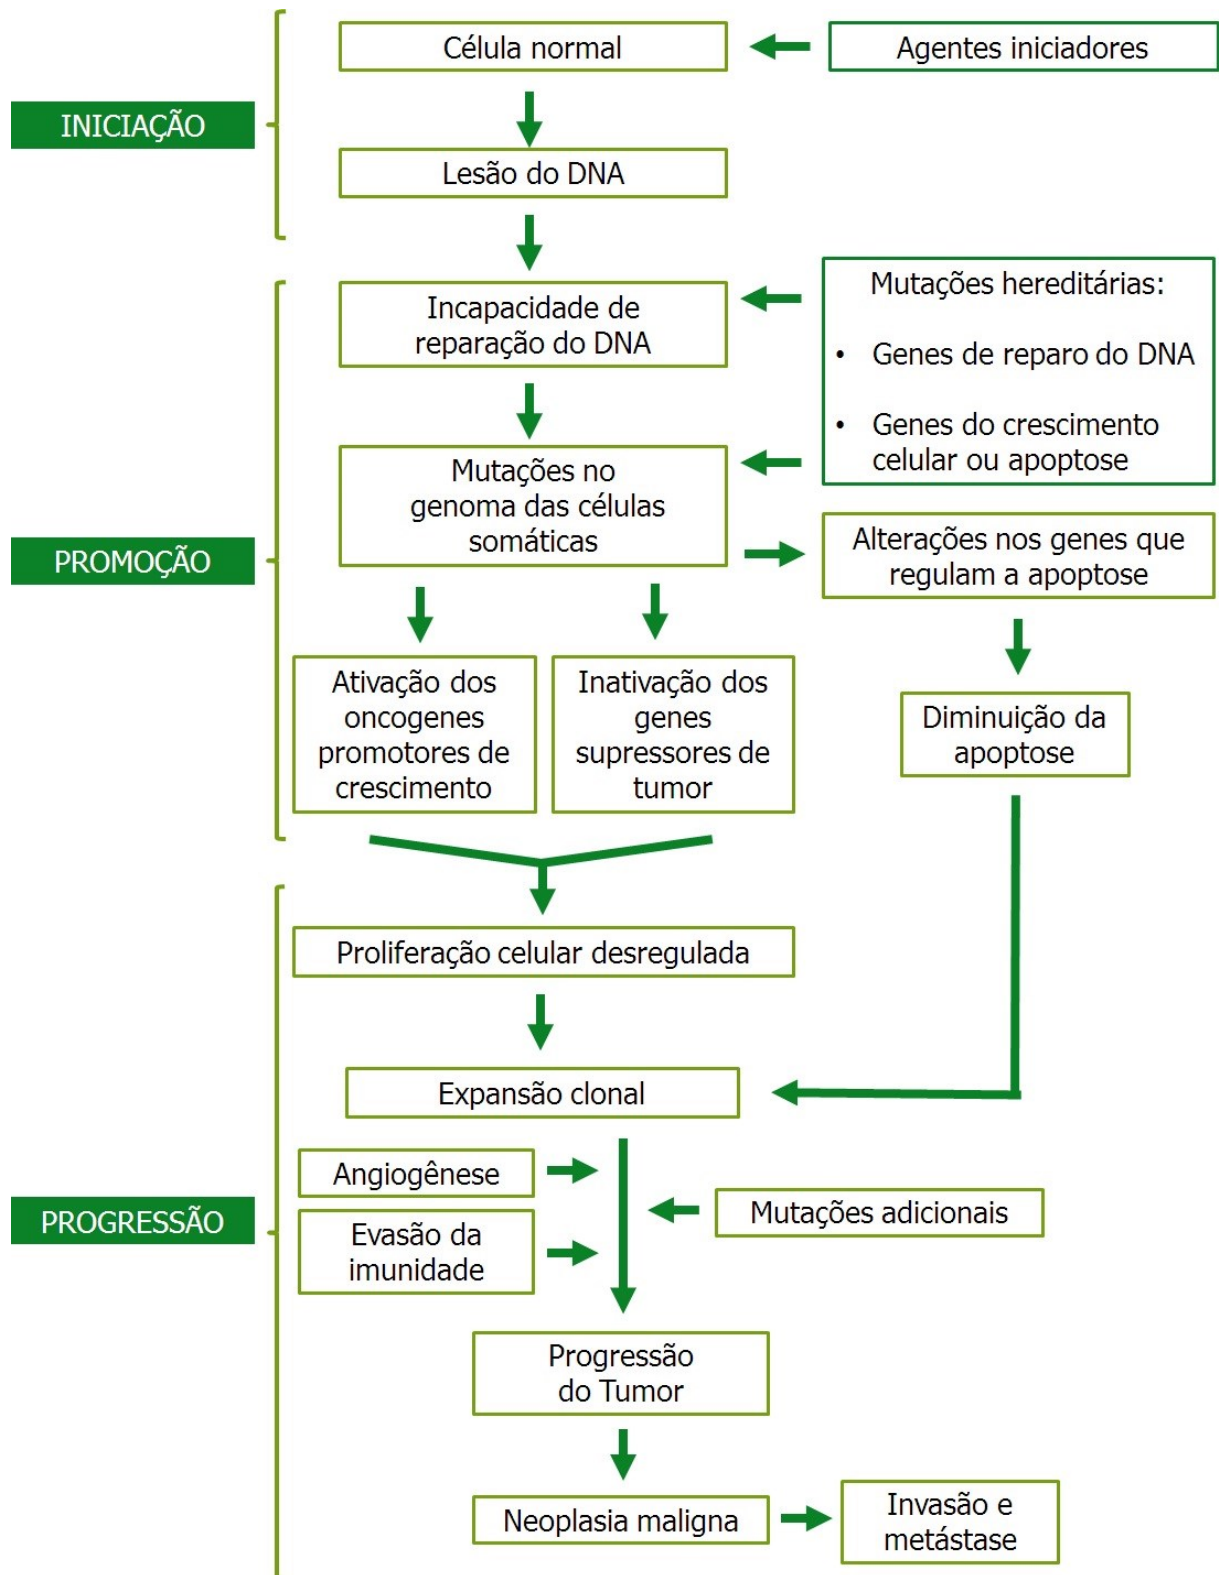 Célula normal
Agentes iniciadores
INICIAÇÃO
Lesão do DNA
Incapacidade de
reparação do DNA
Mutações hereditárias:
• Genes de reparo do DNA
• Genes do crescimento
celular ou apoptose
Mutações no
genoma das células
somáticas
PROMOÇÃO
Alterações nos genes que
regulam a apoptose
Ativação dos
oncogenes
promotores de
crescimento
Inativação dos
genes
supressores de
tumor
Diminuição da
apoptose
Proliferação celular desregulada
Expansão clonal
Angiogênese
Mutações adicionais
PROGRESSÃO
Evasão da
imunidade
Progressão
do Tumor
Neoplasia maligna
Invasão e
metástase